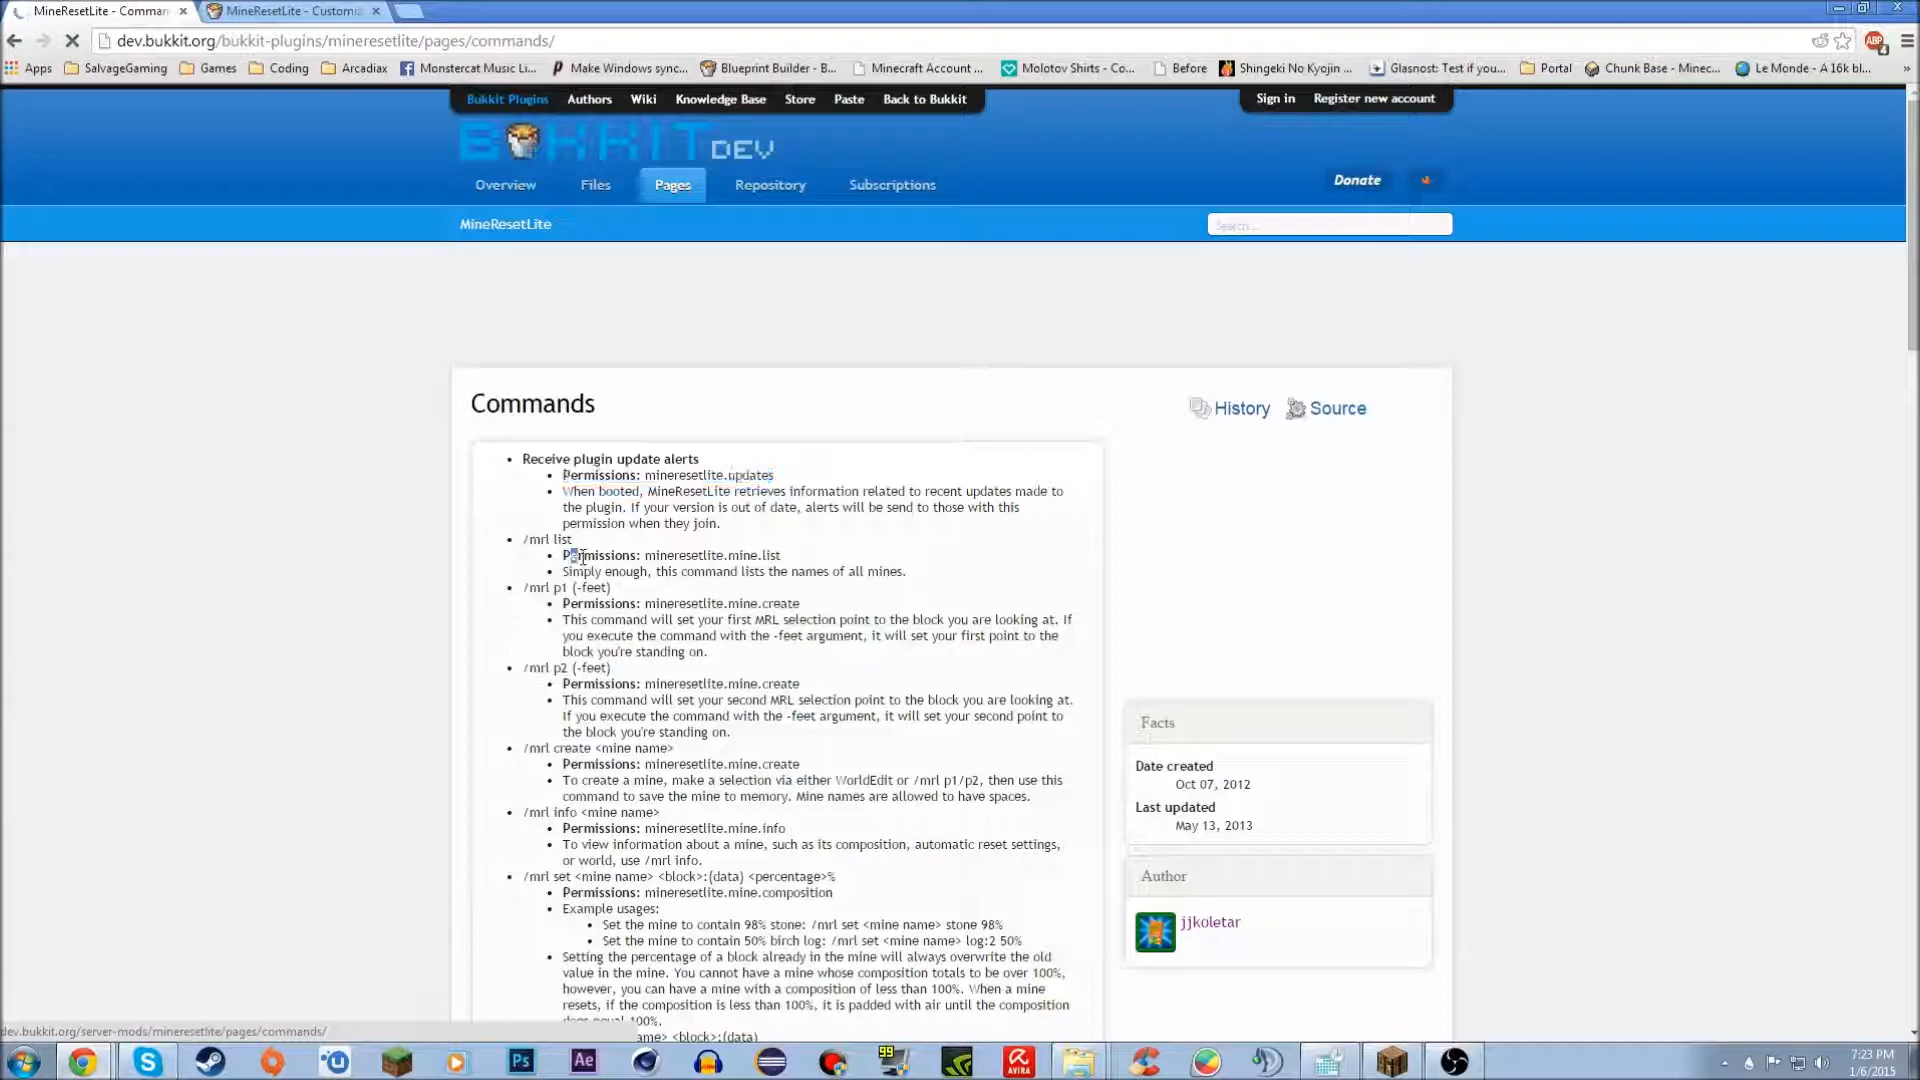 MineResetLite - Comman
MineResetLite - Customiz
dev.bukkit.org/bukkit-plugins/mineresetlite/pages/commands/
Apps SalvageGaming Games Coding Arcadiax Monstercat Music Li... Make Windows sync... Blueprint Builder - B... Minecraft Account ... Molotov Shirts - Co... Before Shingeki No Kyojin ... Glasnost: Test if you... Portal Chunk Base - Minec... Le Monde - A 16k bl... »
Bukkit Plugins Authors Wiki Knowledge Base Store Paste Back to Bukkit Sign in Register new account
BUKKIT DEV
Overview Files Pages Repository Subscriptions Donate
MineResetLite Search...
Commands History Source
• Receive plugin update alerts
• Permissions: mineresetlite.updates
• When booted, MineResetLite retrieves information related to recent updates made to
the plugin. If your version is out of date, alerts will be send to those with this
permission when they join.
• /mrl list
• Permissions: mineresetlite.mine.list
• Simply enough, this command lists the names of all mines.
• /mrl p1 (-feet)
• Permissions: mineresetlite.mine.create
• This command will set your first MRL selection point to the block you are looking at. If
you execute the command with the -feet argument, it will set your first point to the
block you're standing on.
• /mrl p2 (-feet)
• Permissions: mineresetlite.mine.create
• This command will set your second MRL selection point to the block you are looking at.
If you execute the command with the -feet argument, it will set your second point to
the block you're standing on.
• /mrl create <mine name>
• Permissions: mineresetlite.mine.create
• To create a mine, make a selection via either WorldEdit or /mrl p1/p2, then use this
command to save the mine to memory. Mine names are allowed to have spaces.
• /mrl info <mine name>
• Permissions: mineresetlite.mine.info
• To view information about a mine, such as its composition, automatic reset settings,
or world, use /mrl info.
• /mrl set <mine name> <block>:(data) <percentage>%
• Permissions: mineresetlite.mine.composition
• Example usages:
• Set the mine to contain 98% stone: /mrl set <mine name> stone 98%
• Set the mine to contain 50% birch log: /mrl set <mine name> log:2 50%
• Setting the percentage of a block already in the mine will always overwrite the old
value in the mine. You cannot have a mine whose composition totals to be over 100%,
however, you can have a mine with a composition of less than 100%. When a mine
resets, if the composition is less than 100%, it is padded with air until the composition
does equal 100%.
ame> <block>:(data)
Facts
Date created
Oct 07, 2012
Last updated
May 13, 2013
Author
jjkoletar
dev.bukkit.org/server-mods/mineresetlite/pages/commands/
Ps Ae 99 AVIRA
7:23 PM
1/6/2015